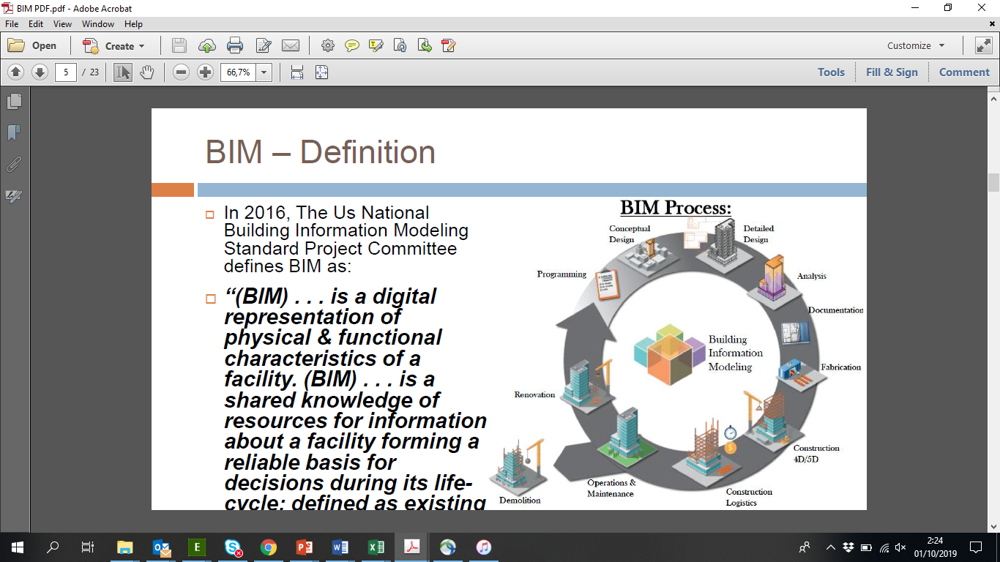 BIM PDF.pdf - Adobe Acrobat
File Edit View Window Help
Open Create Customize
5 / 23 66,7% Tools Fill & Sign Comment
BIM – Definition
In 2016, The Us National
Building Information Modeling
Standard Project Committee
defines BIM as:
“(BIM) . . . is a digital
representation of
physical & functional
characteristics of a
facility. (BIM) . . . is a
shared knowledge of
resources for information
about a facility forming a
reliable basis for
decisions during its life-
cycle; defined as existing
BIM Process:
Conceptual
Design
Detailed
Design
Programming
Analysis
Documentation
Building
Information
Modeling
Fabrication
Renovation
Construction
4D/5D
Operations &
Maintenance
Construction
Logistics
Demolition
2:24
01/10/2019